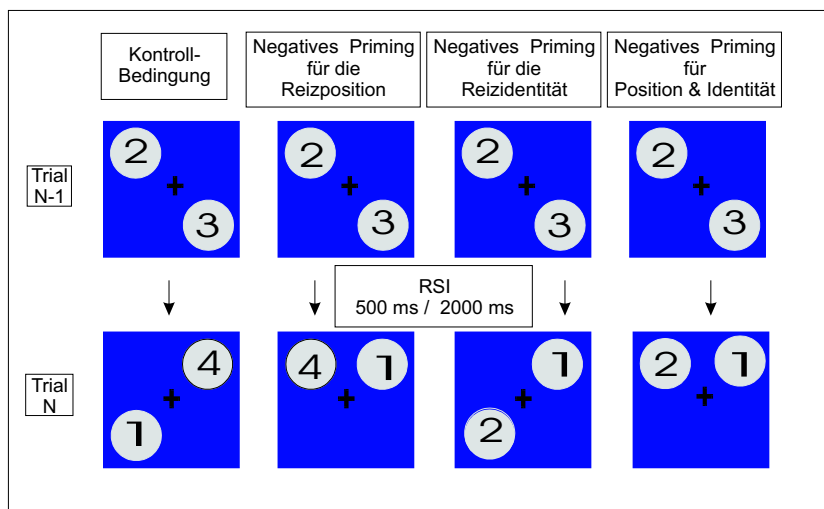 Kontroll-
Bedingung
Negatives Priming
für die
Reizposition
Negatives Priming
für die
Reizidentität
Negatives Priming
für
Position & Identität
Trial
N-1
2
+
3
2
+
3
2
+
3
2
+
3
RSI
500 ms / 2000 ms
Trial
N
4
+
1
4
1
+
1
+
2
2
1
+